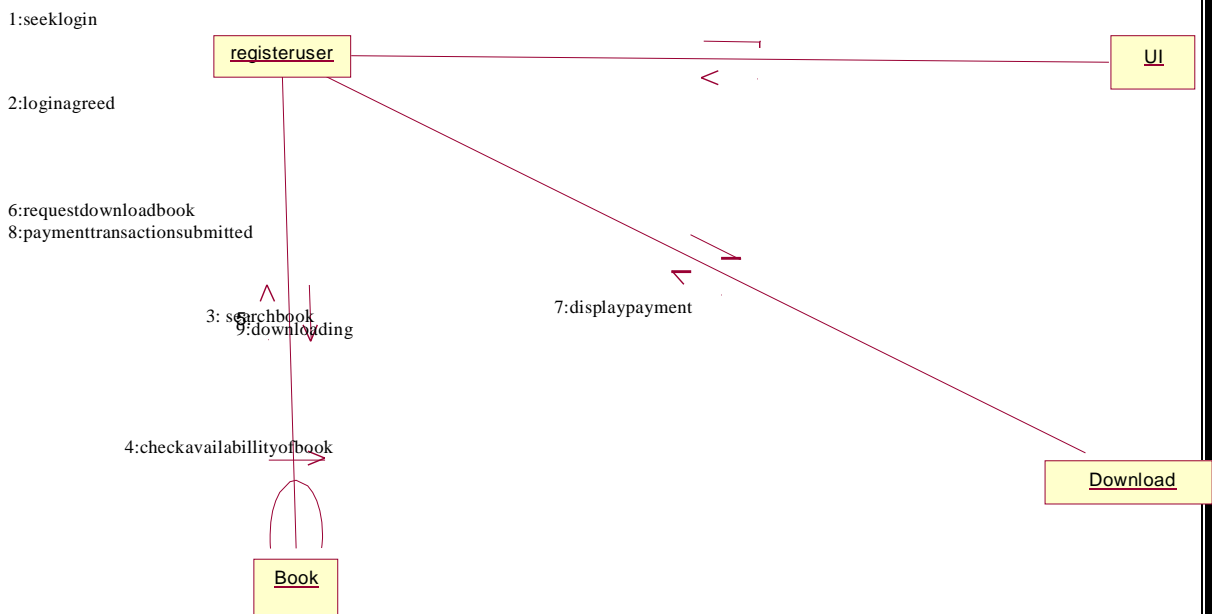 1:seeklogin
registeruser
UI
2:loginagreed
6:requestdownloadbook
8:paymenttransactionsubmitted
7:displaypayment
3: searchbook
5:
9:downloading
4:checkavailabillityofbook
Download
Book